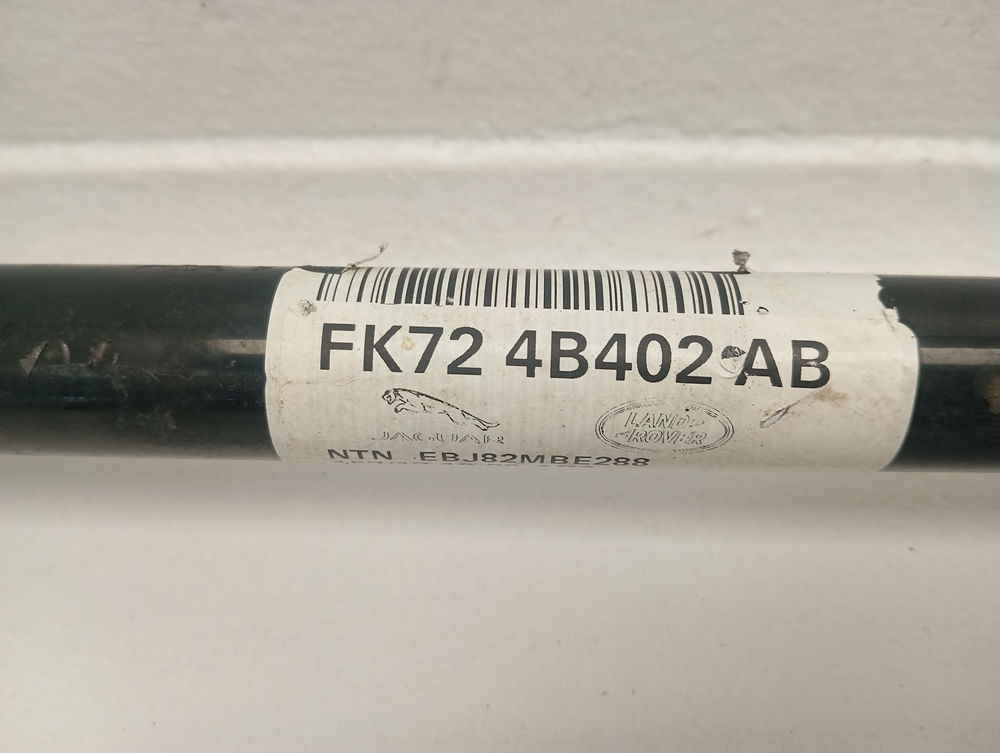 FK72 4B402 AB
JAGUAR
LAND-
ROVER
NTN EBJ82MBE288